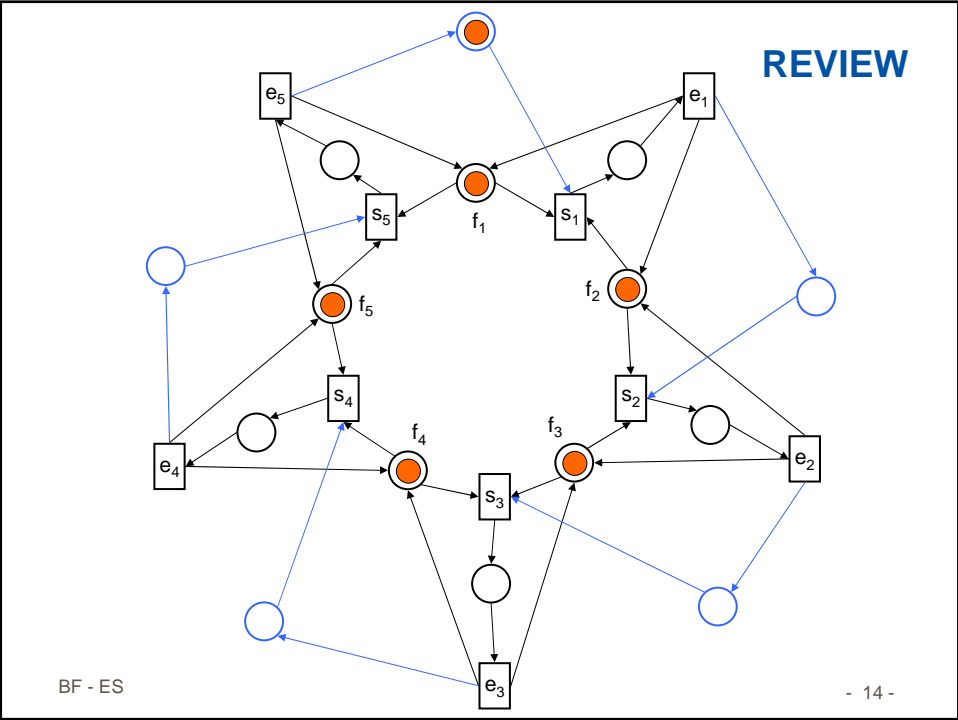 REVIEW
e5
e1
s5
f1
s1
f5
f2
s4
s2
f4
f3
e4
e2
s3
e3
BF - ES
- 14 -